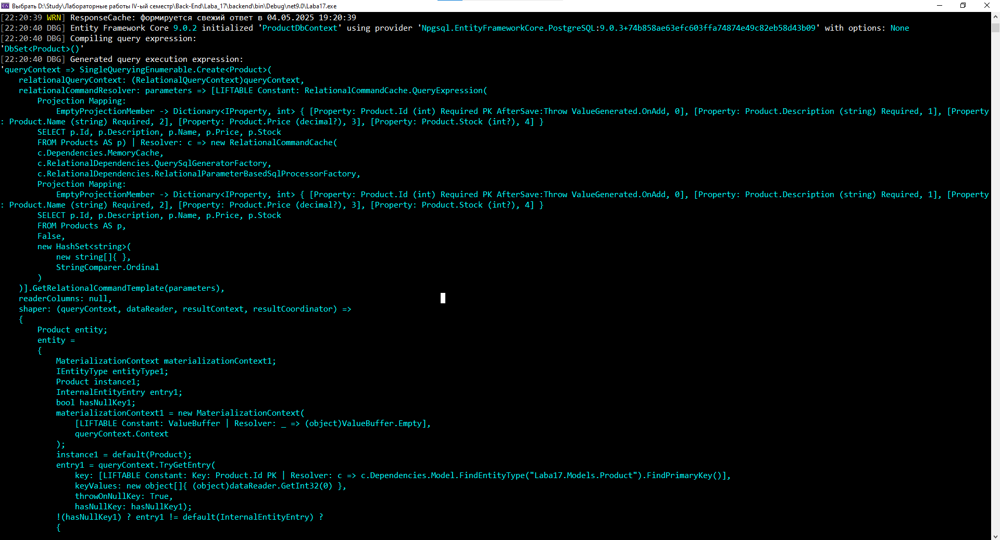 Выбрать D:\Study\Лабораторные работы IV-ый семестр\Back-End\Laba_17\backend\bin\Debug\net9.0\Laba17.exe
[22:20:39 WRN] ResponseCache: формируется свежий ответ в 04.05.2025 19:20:39
[22:20:40 DBG] Entity Framework Core 9.0.2 initialized 'ProductDbContext' using provider 'Npgsql.EntityFrameworkCore.PostgreSQL:9.0.3+74b858ae63efc603ffa74874e49c82eb58d43b09' with options: None
[22:20:40 DBG] Compiling query expression:
'DbSet<Product>()'
[22:20:40 DBG] Generated query execution expression:
'queryContext => SingleQueryingEnumerable.Create<Product>(
    relationalQueryContext: (RelationalQueryContext)queryContext,
    relationalCommandResolver: parameters => [LIFTABLE Constant: RelationalCommandCache.QueryExpression(
        Projection Mapping:
            EmptyProjectionMember -> Dictionary<IProperty, int> { [Property: Product.Id (int) Required PK AfterSave:Throw ValueGenerated.OnAdd, 0], [Property: Product.Description (string) Required, 1], [Property
: Product.Name (string) Required, 2], [Property: Product.Price (decimal?), 3], [Property: Product.Stock (int?), 4] }
        SELECT p.Id, p.Description, p.Name, p.Price, p.Stock
        FROM Products AS p) | Resolver: c => new RelationalCommandCache(
        c.Dependencies.MemoryCache,
        c.RelationalDependencies.QuerySqlGeneratorFactory,
        c.RelationalDependencies.RelationalParameterBasedSqlProcessorFactory,
        Projection Mapping:
            EmptyProjectionMember -> Dictionary<IProperty, int> { [Property: Product.Id (int) Required PK AfterSave:Throw ValueGenerated.OnAdd, 0], [Property: Product.Description (string) Required, 1], [Property
: Product.Name (string) Required, 2], [Property: Product.Price (decimal?), 3], [Property: Product.Stock (int?), 4] }
        SELECT p.Id, p.Description, p.Name, p.Price, p.Stock
        FROM Products AS p,
        False,
        new HashSet<string>(
            new string[]{ },
            StringComparer.Ordinal
        )
    )].GetRelationalCommandTemplate(parameters),
    readerColumns: null,
    shaper: (queryContext, dataReader, resultContext, resultCoordinator) =>
    {
        Product entity;
        entity =
        {
            MaterializationContext materializationContext1;
            IEntityType entityType1;
            Product instance1;
            InternalEntityEntry entry1;
            bool hasNullKey1;
            materializationContext1 = new MaterializationContext(
                [LIFTABLE Constant: ValueBuffer | Resolver: _ => (object)ValueBuffer.Empty],
                queryContext.Context
            );
            instance1 = default(Product);
            entry1 = queryContext.TryGetEntry(
                key: [LIFTABLE Constant: Key: Product.Id PK | Resolver: c => c.Dependencies.Model.FindEntityType("Laba17.Models.Product").FindPrimaryKey()],
                keyValues: new object[]{ (object)dataReader.GetInt32(0) },
                throwOnNullKey: True,
                hasNullKey: hasNullKey1);
            !(hasNullKey1) ? entry1 != default(InternalEntityEntry) ?
            {